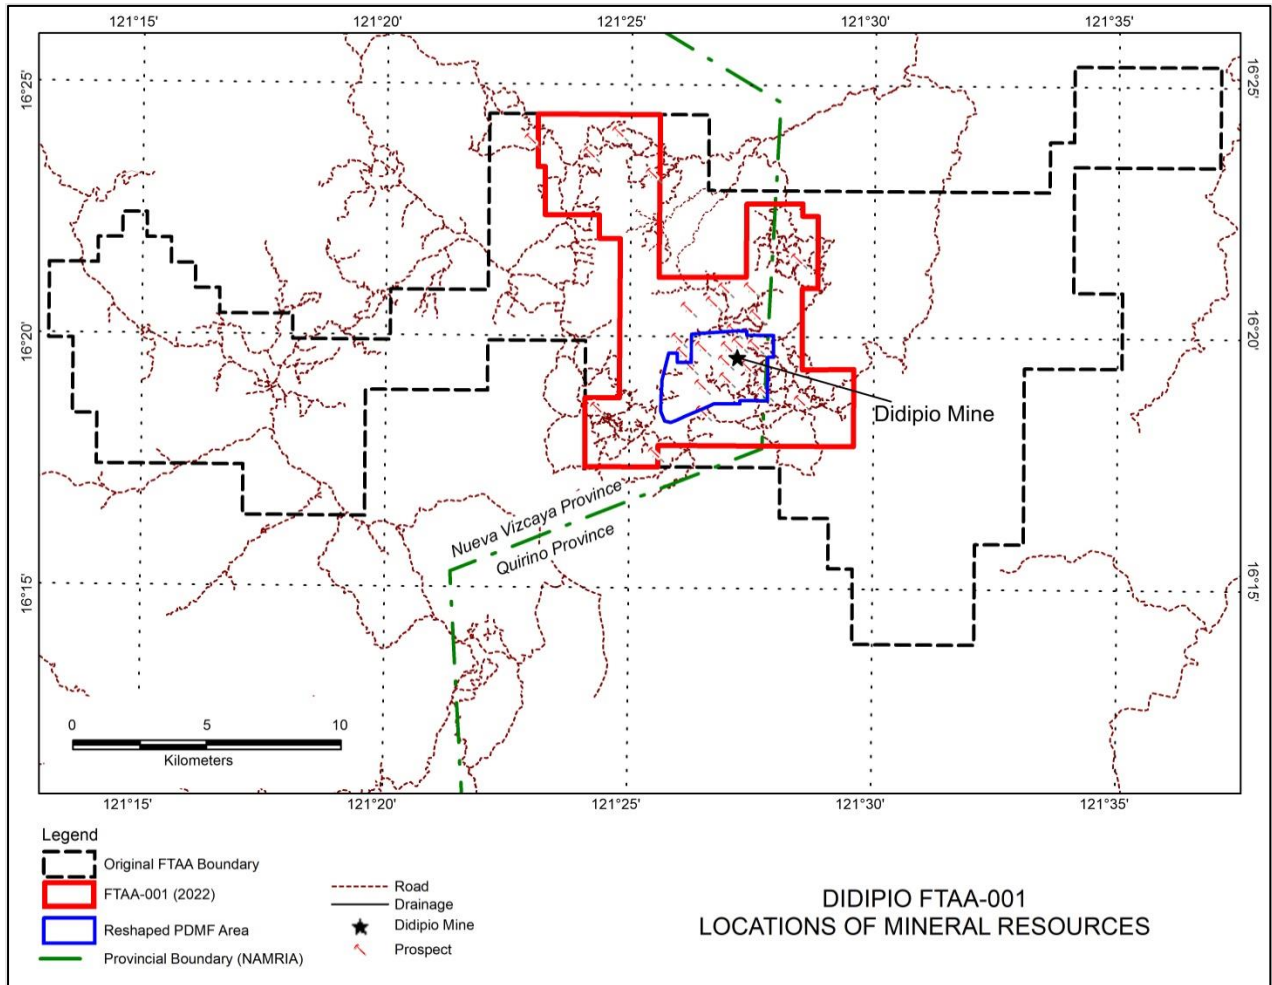 121°15' 121°20' 121°25' 121°30' 121°35'
16°25' 16°25'
16°20' 16°20'
Didipio Mine
Nueva Vizcaya Province
Quirino Province
16°15' 16°15'
0 5 10
Kilometers
121°15' 121°20' 121°25' 121°30' 121°35'
Legend
Original FTAA Boundary
FTAA-001 (2022)
Reshaped PDMF Area
Provincial Boundary (NAMRIA)
Road
Drainage
Didipio Mine
Prospect
DIDIPIO FTAA-001
LOCATIONS OF MINERAL RESOURCES